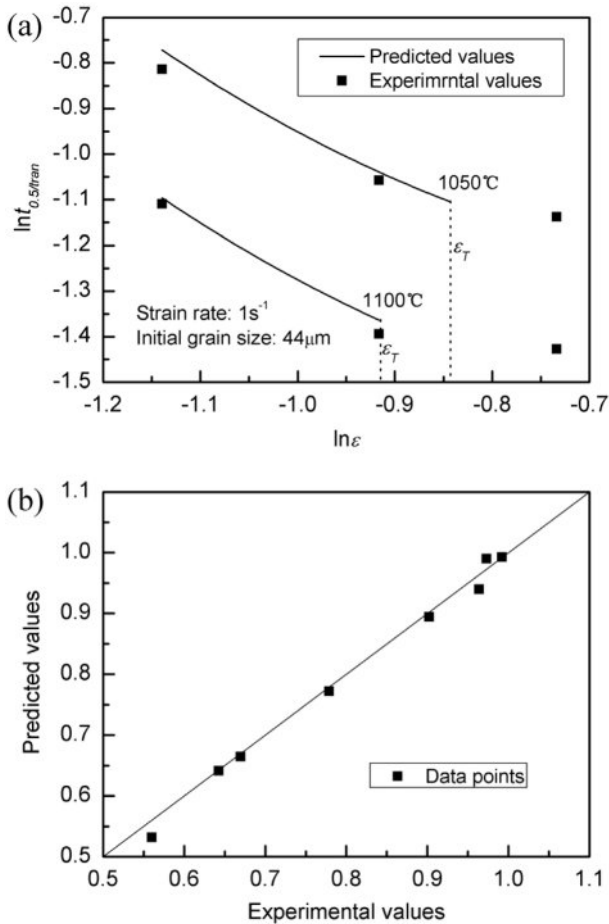 (a)
-0.7
-0.8
-0.9
-1.0
-1.1
-1.2
-1.3
-1.4
-1.5
lnt0.5/tran
Predicted values
Experimrntal values
1050℃
εT
1100℃
εT
Strain rate: 1s-1
Initial grain size: 44μm
-1.2 -1.1 -1.0 -0.9 -0.8 -0.7
lnε
(b)
1.1
1.0
0.9
0.8
0.7
0.6
0.5
Predicted values
Data points
0.5 0.6 0.7 0.8 0.9 1.0 1.1
Experimental values